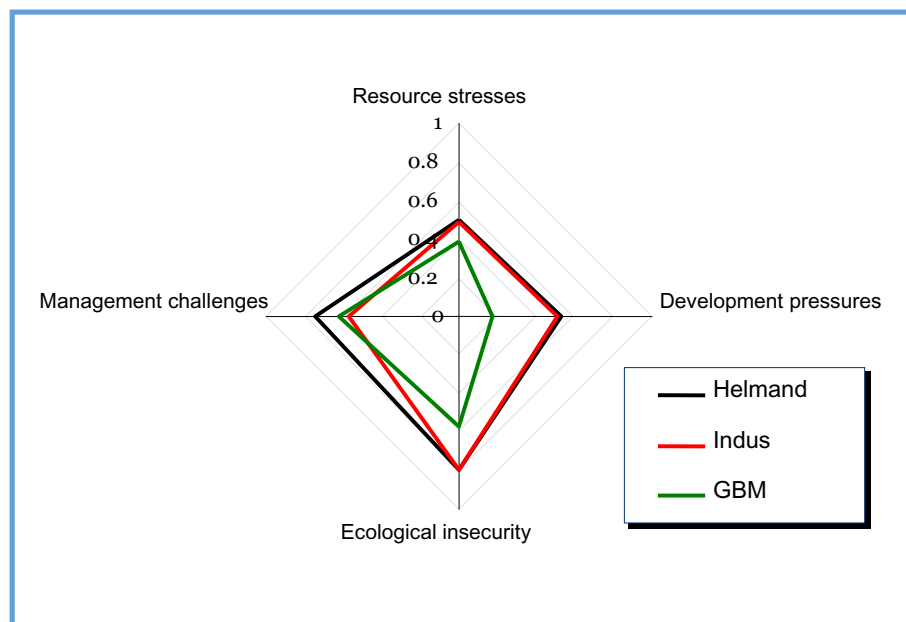 Resource stresses
1
0.8
0.6
0.4
0.2
0
Management challenges
Development pressures
Helmand
Indus
GBM
Ecological insecurity